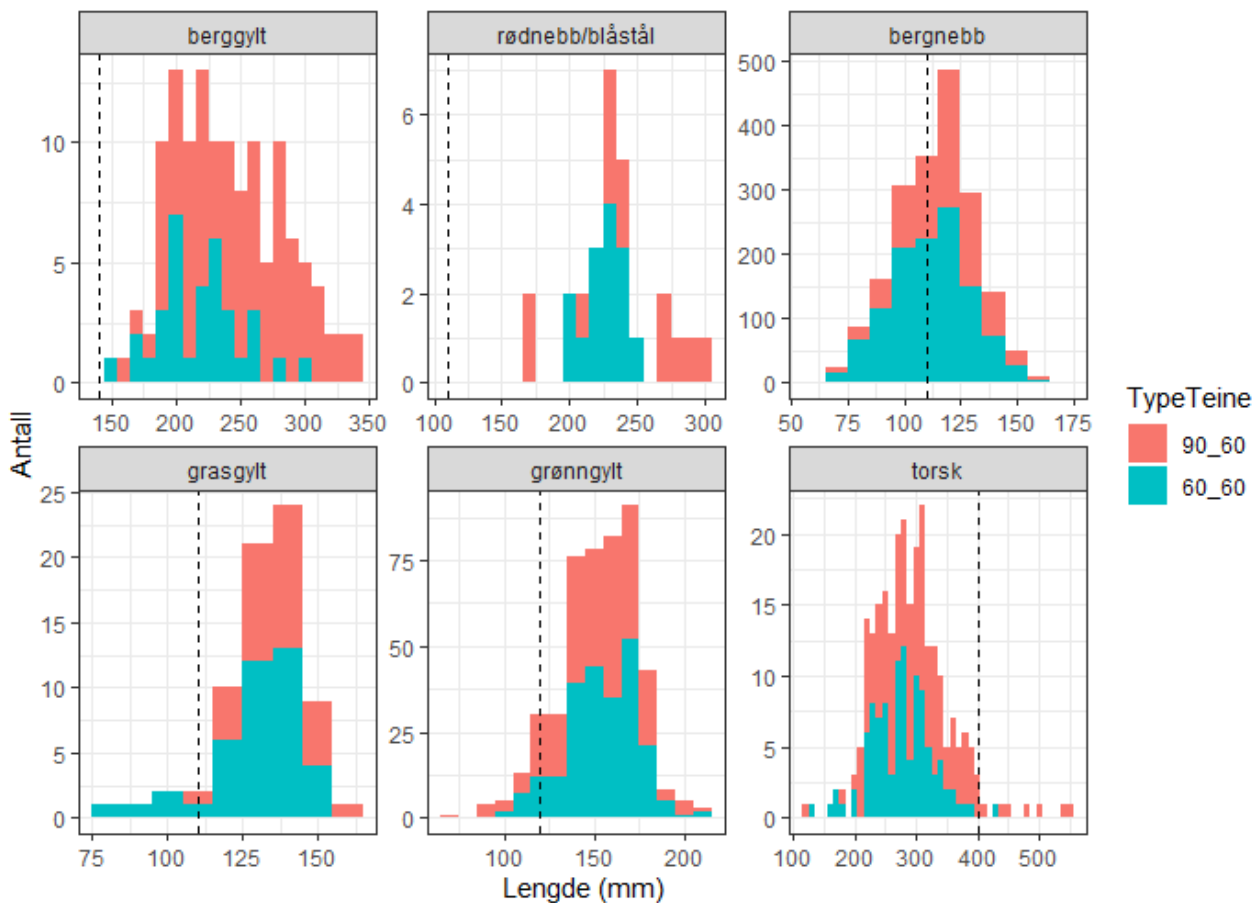 berggylt
rødnebb/blåstål
bergnebb
10
5
0
150 200 250 300 350
6
4
2
0
100 150 200 250 300
500
400
300
200
100
0
50 75 100 125 150 175
Antall
grasgylt
grønngylt
torsk
25
20
15
10
5
0
75 100 125 150
75
50
25
0
100 150 200
20
15
10
5
0
100 200 300 400 500
Lengde (mm)
TypeTeine
90_60
60_60